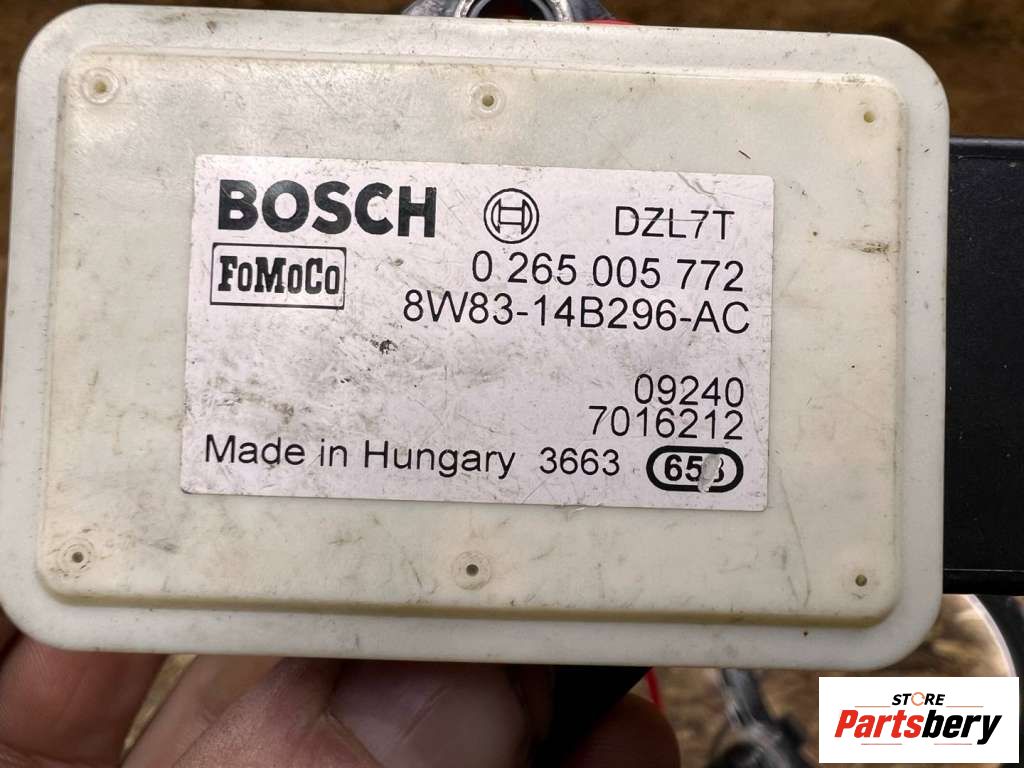 BOSCH DZL7T
FoMoCo 0 265 005 772
8W83-14B296-AC
09240
7016212
Made in Hungary 3663
STORE
Partsbery